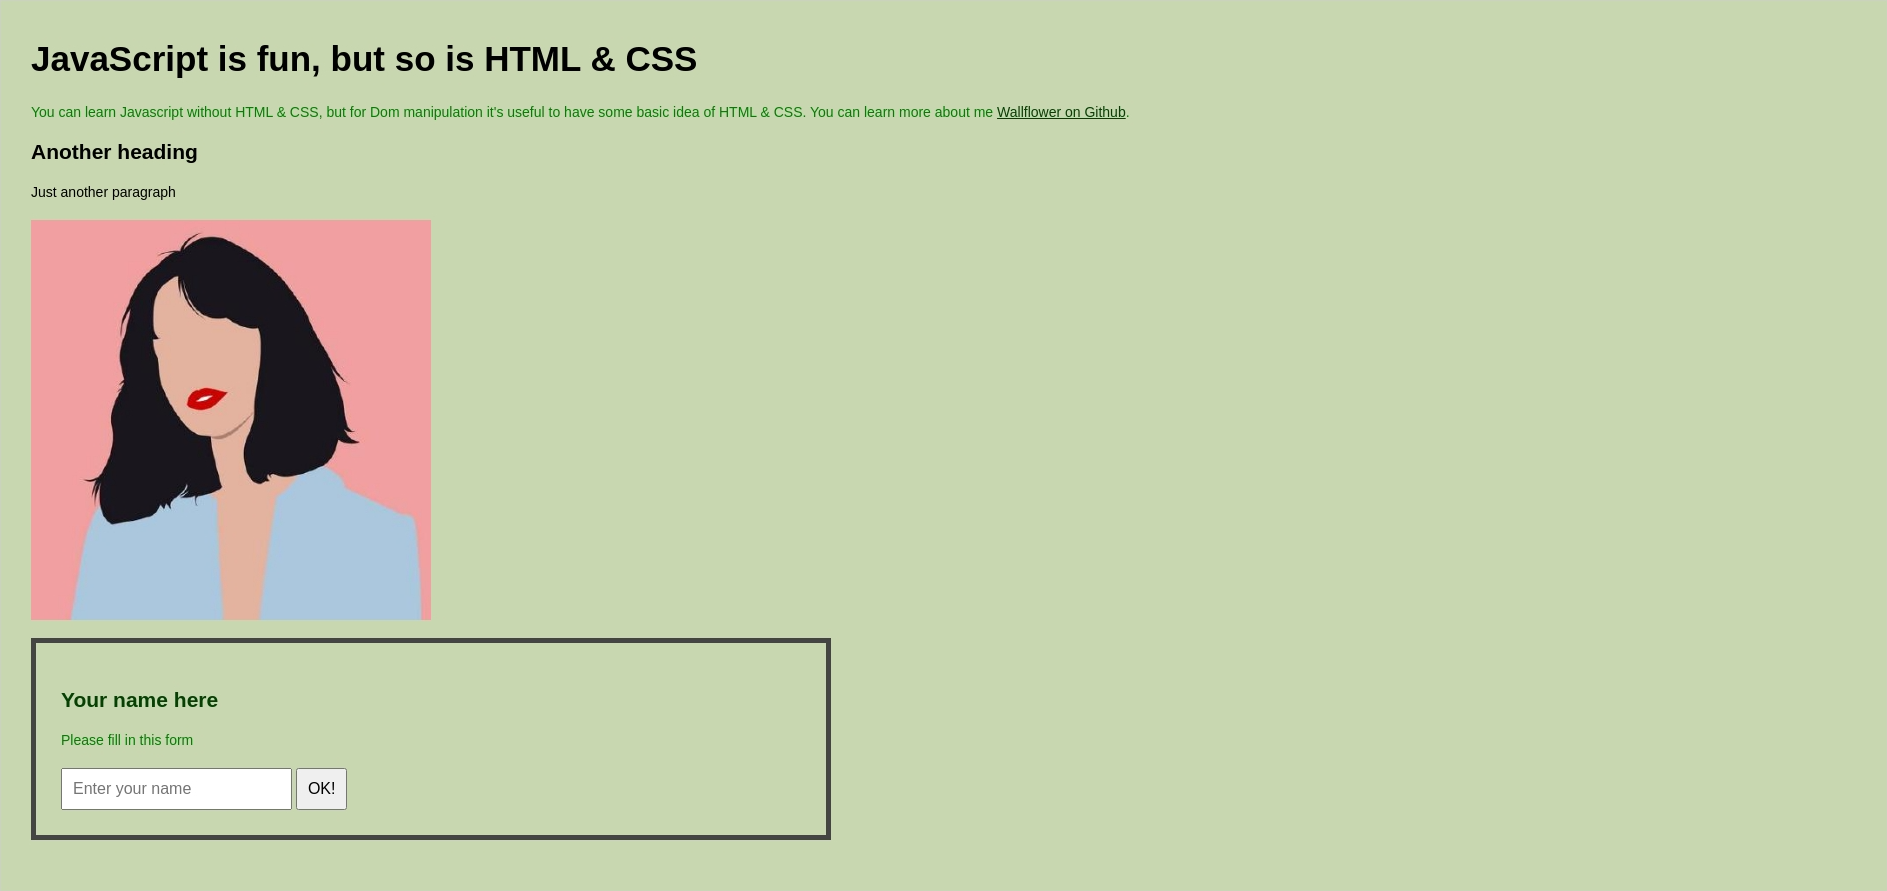 JavaScript is fun, but so is HTML & CSS
You can learn Javascript without HTML & CSS, but for Dom manipulation it's useful to have some basic idea of HTML & CSS. You can learn more about me Wallflower on Github.
Another heading
Just another paragraph
Your name here
Please fill in this form
Enter your name OK!